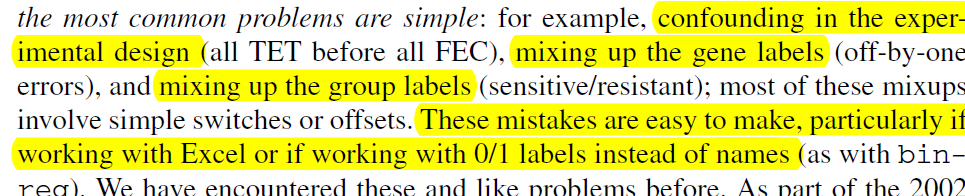 the most common problems are simple: for example, confounding in the exper-
imental design (all TET before all FEC), mixing up the gene labels (off-by-one
errors), and mixing up the group labels (sensitive/resistant); most of these mixups
involve simple switches or offsets. These mistakes are easy to make, particularly if
working with Excel or if working with 0/1 labels instead of names (as with bin-
reg). We have encountered these and like problems before. As part of the 2002